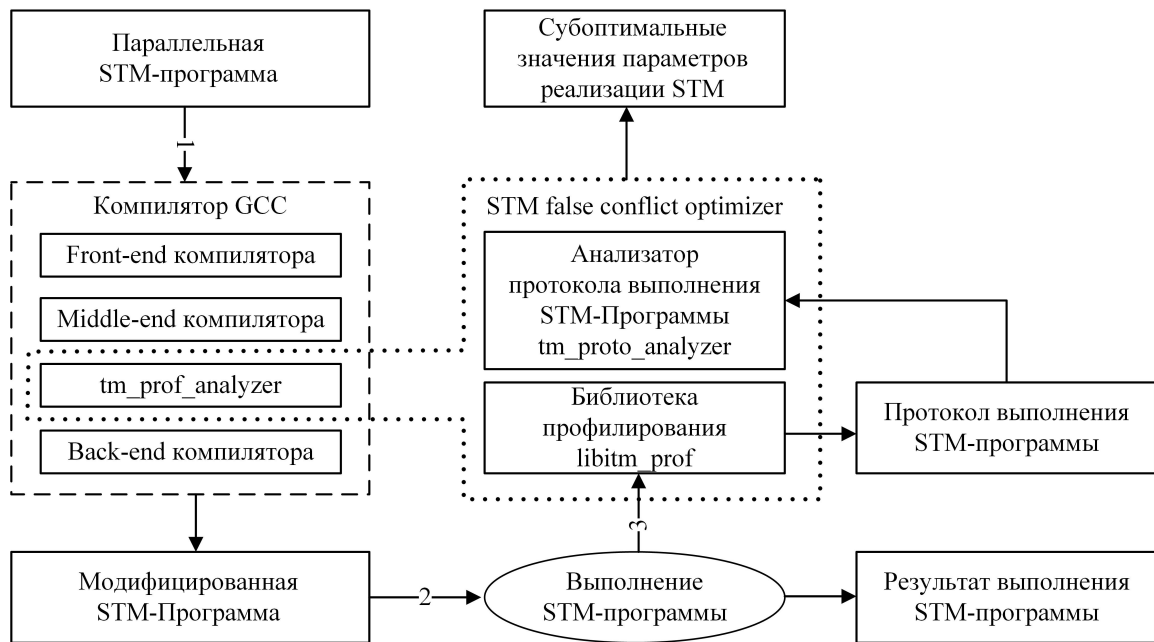 Параллельная
STM-программа
Субоптимальные
значения параметров
реализации STM
1
Компилятор GCC
Front-end компилятора
Middle-end компилятора
tm_prof_analyzer
Back-end компилятора
STM false conflict optimizer
Анализатор
протокола выполнения
STM-Программы
tm_proto_analyzer
Библиотека
профилирования
libitm_prof
Протокол выполнения
STM-программы
3
Модифицированная
STM-Программа
2
Выполнение
STM-программы
Результат выполнения
STM-программы